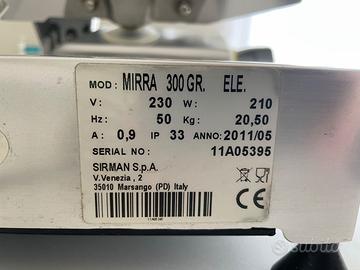 MOD: MIRRA 300 GR. ELE.
V: 230 W: 210
Hz: 50 Kg: 20,50
A: 0,9 IP 33 ANNO: 2011/05
SERIAL NO: 11A05395
SIRMAN S.p.A.
V.Venezia , 2
35010 Marsango (PD) Italy
CE
subito